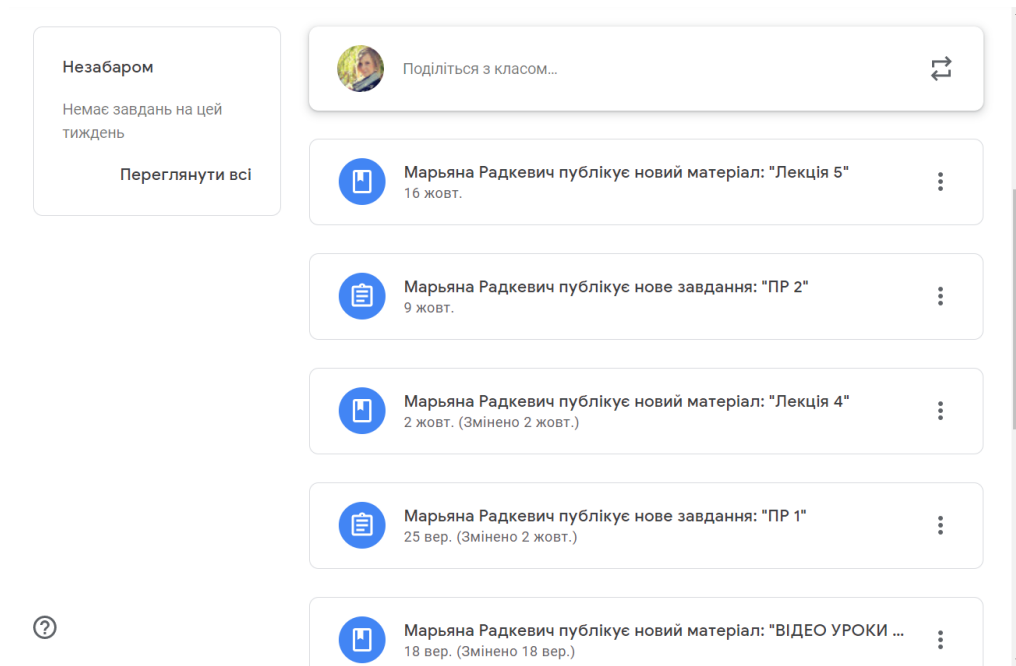 Незабаром
Немає завдань на цей
тиждень
Переглянути всі
Поділіться з класом…
Марьяна Радкевич публікує новий матеріал: "Лекція 5"
16 жовт.
Марьяна Радкевич публікує нове завдання: "ПР 2"
9 жовт.
Марьяна Радкевич публікує новий матеріал: "Лекція 4"
2 жовт. (Змінено 2 жовт.)
Марьяна Радкевич публікує нове завдання: "ПР 1"
25 вер. (Змінено 2 жовт.)
Марьяна Радкевич публікує новий матеріал: "ВІДЕО УРОКИ ...
18 вер. (Змінено 18 вер.)